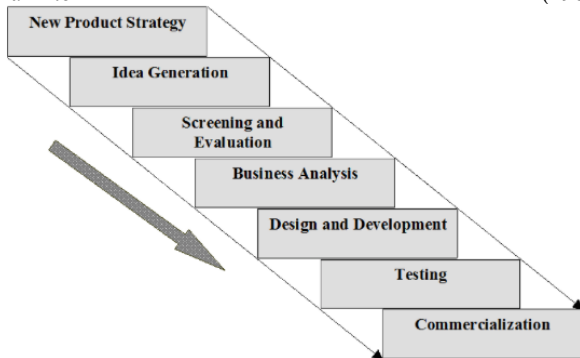 New Product Strategy
Idea Generation
Screening and
Evaluation
Business Analysis
Design and Development
Testing
Commercialization